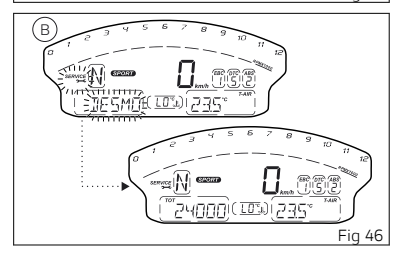 B
0 1 2 3 4 5 6 7 8 9 10 11 12
SERVICE N SPORT 0 km/h EBC 1 DTC 5 ABS 2
T-AIR
DESMO LO °c 23.5 °c
0 1 2 3 4 5 6 7 8 9 10 11 12
SERVICE N SPORT 0 km/h EBC 1 DTC 5 ABS 2
TOT T-AIR
24000 LO °c 23.5 °c
Fig 46